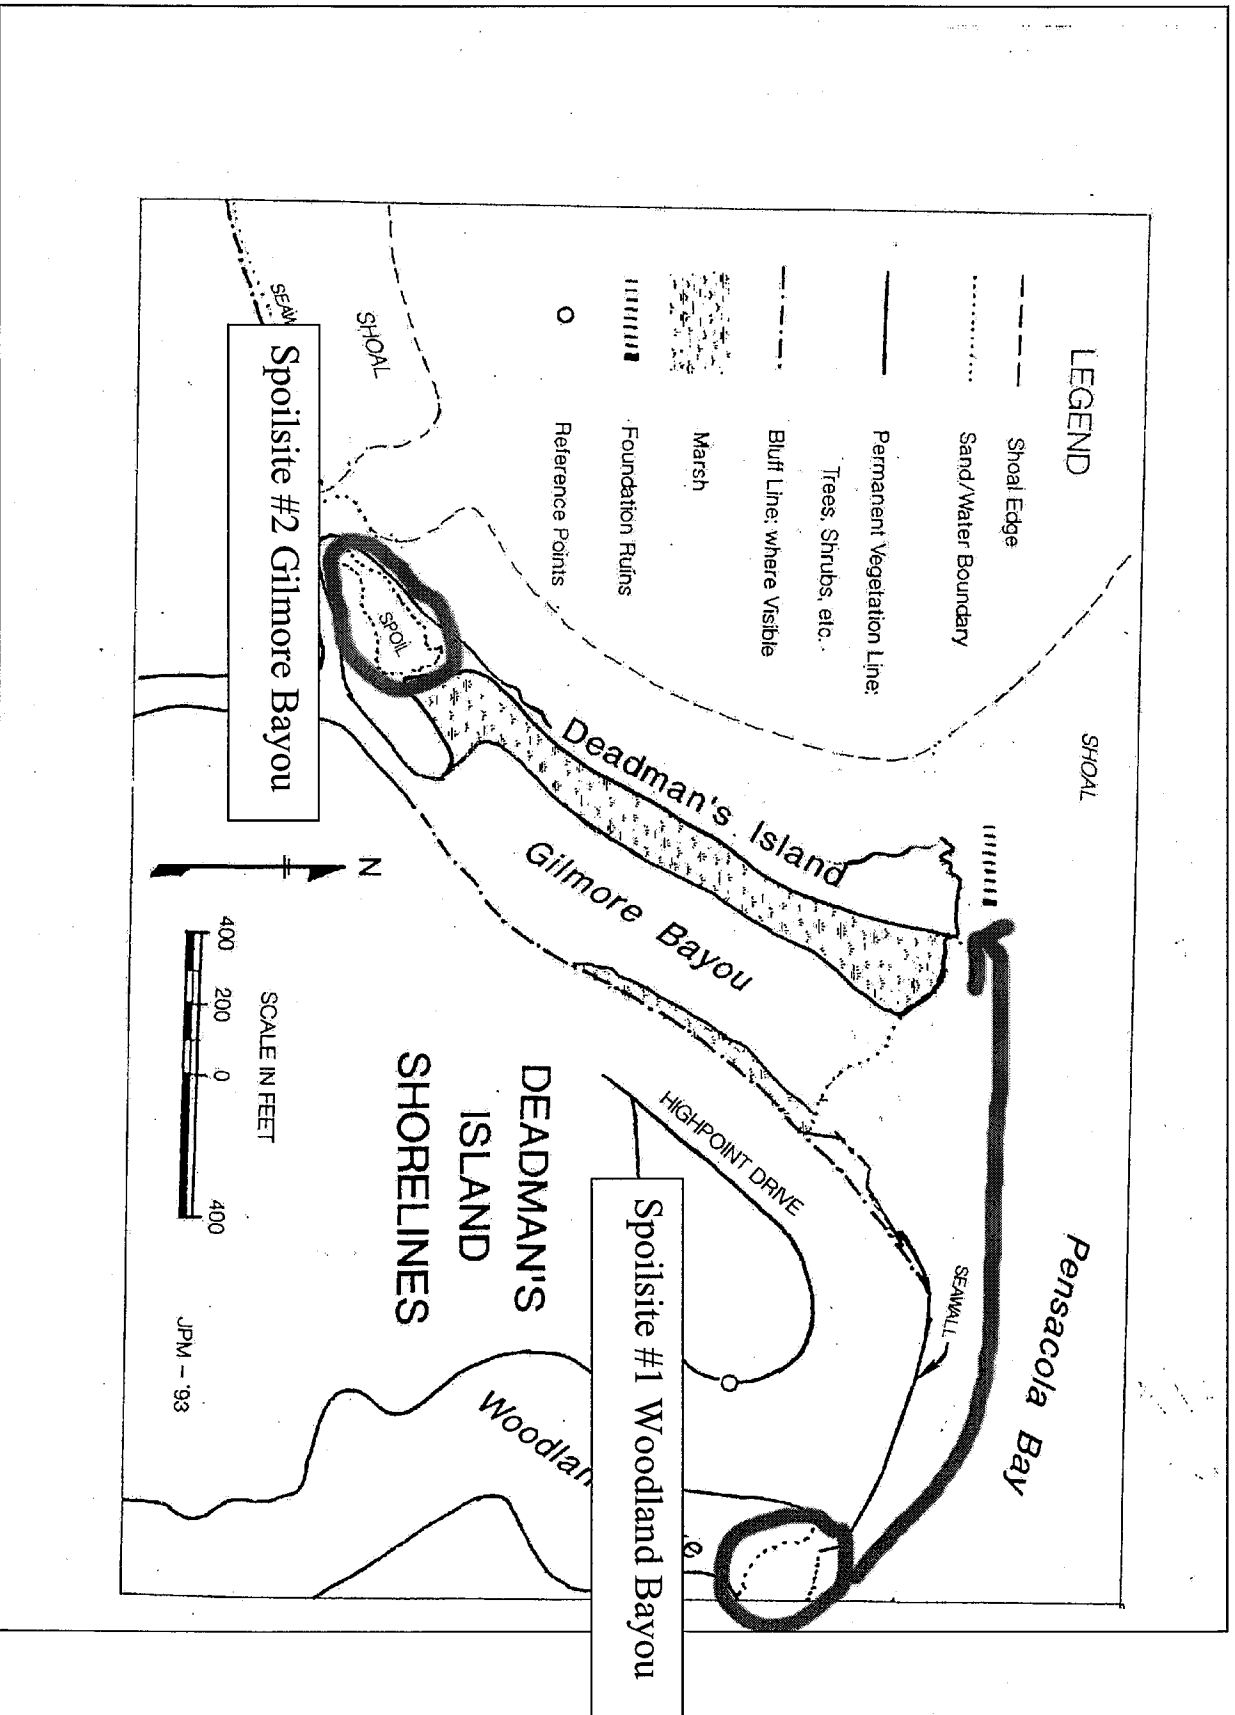 LEGEND
Shoal Edge
Sand/Water Boundary
Permanent Vegetation Line;
Trees, Shrubs, etc.
Bluff Line; where Visible
Marsh
Foundation Ruins
Reference Points
SHOAL
Pensacola Bay
SHOAL
SEAW
Spoilsite #2 Gilmore Bayou
SPOIL
Deadman's Island
Gilmore Bayou
HIGHPOINT DRIVE
SEAWALL
Spoilsite #1 Woodland Bayou
Woodlan
e
DEADMAN'S
ISLAND
SHORELINES
N
SCALE IN FEET
400 200 0 400
JPM - '93